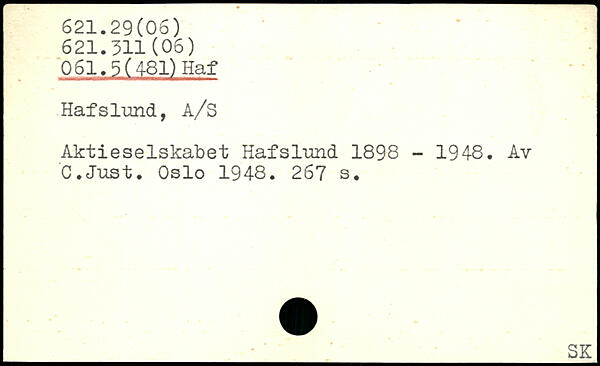 621.29(06)
621.311(06)
061.5(481)Haf
Hafslund, A/S
Aktieselskabet Hafslund 1898 - 1948. Av
C.Just. Oslo 1948. 267 s.
SK